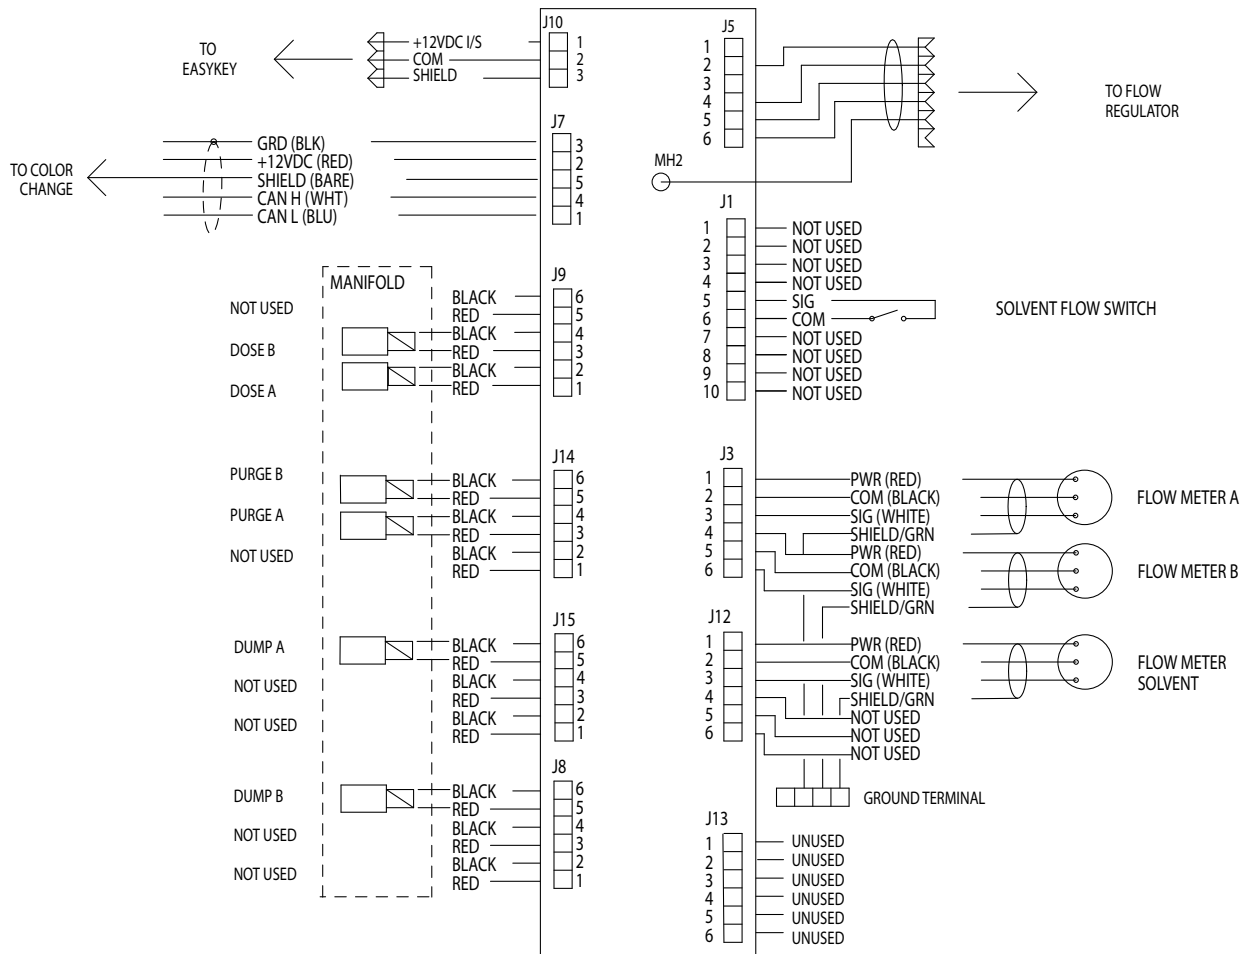 J10
TO EASYKEY
+12VDC I/S 1
COM 2
SHIELD 3
J7
TO COLOR CHANGE
GRD (BLK) 3
+12VDC (RED) 2
SHIELD (BARE) 5
CAN H (WHT) 4
CAN L (BLU) 1
MANIFOLD
J9
NOT USED
BLACK 6
RED 5
DOSE B
BLACK 4
RED 3
DOSE A
BLACK 2
RED 1
J14
PURGE B
BLACK 6
RED 5
PURGE A
BLACK 4
RED 3
NOT USED
BLACK 2
RED 1
J15
DUMP A
BLACK 6
RED 5
NOT USED
BLACK 4
RED 3
NOT USED
BLACK 2
RED 1
J8
DUMP B
BLACK 6
RED 5
NOT USED
BLACK 4
RED 3
NOT USED
BLACK 2
RED 1
J5
1
2
3
4
5
6
TO FLOW
REGULATOR
MH2
J1
1 NOT USED
2 NOT USED
3 NOT USED
4 NOT USED
5 SIG
6 COM
SOLVENT FLOW SWITCH
7 NOT USED
8 NOT USED
9 NOT USED
10 NOT USED
J3
1 PWR (RED)
2 COM (BLACK)
3 SIG (WHITE)
4 SHIELD/GRN
FLOW METER A
5 PWR (RED)
6 COM (BLACK)
SIG (WHITE)
SHIELD/GRN
FLOW METER B
J12
1 PWR (RED)
2 COM (BLACK)
3 SIG (WHITE)
4 SHIELD/GRN
FLOW METER
SOLVENT
5 NOT USED
6 NOT USED
NOT USED
GROUND TERMINAL
J13
1 UNUSED
2 UNUSED
3 UNUSED
4 UNUSED
5 UNUSED
6 UNUSED